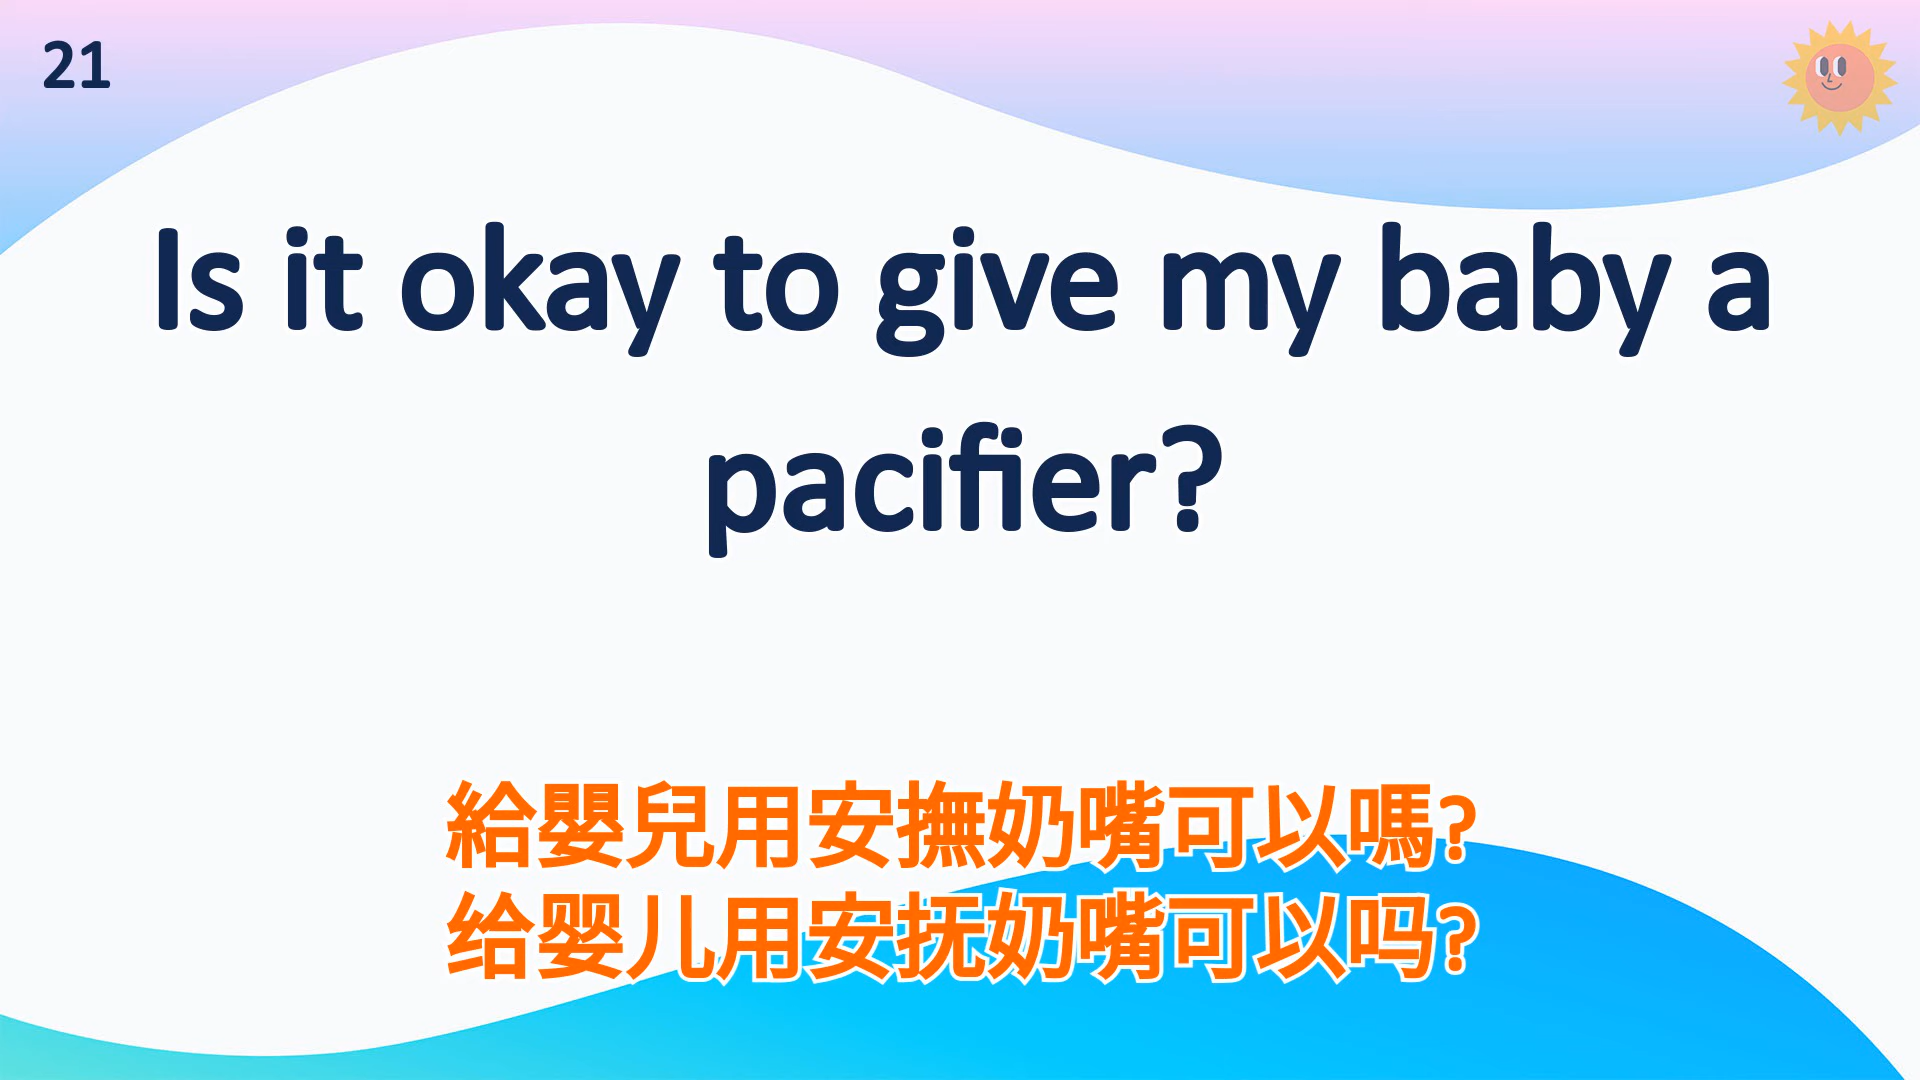 21
Is it okay to give my baby a
pacifier?
給嬰兒用安撫奶嘴可以嗎?
给婴儿用安抚奶嘴可以吗?